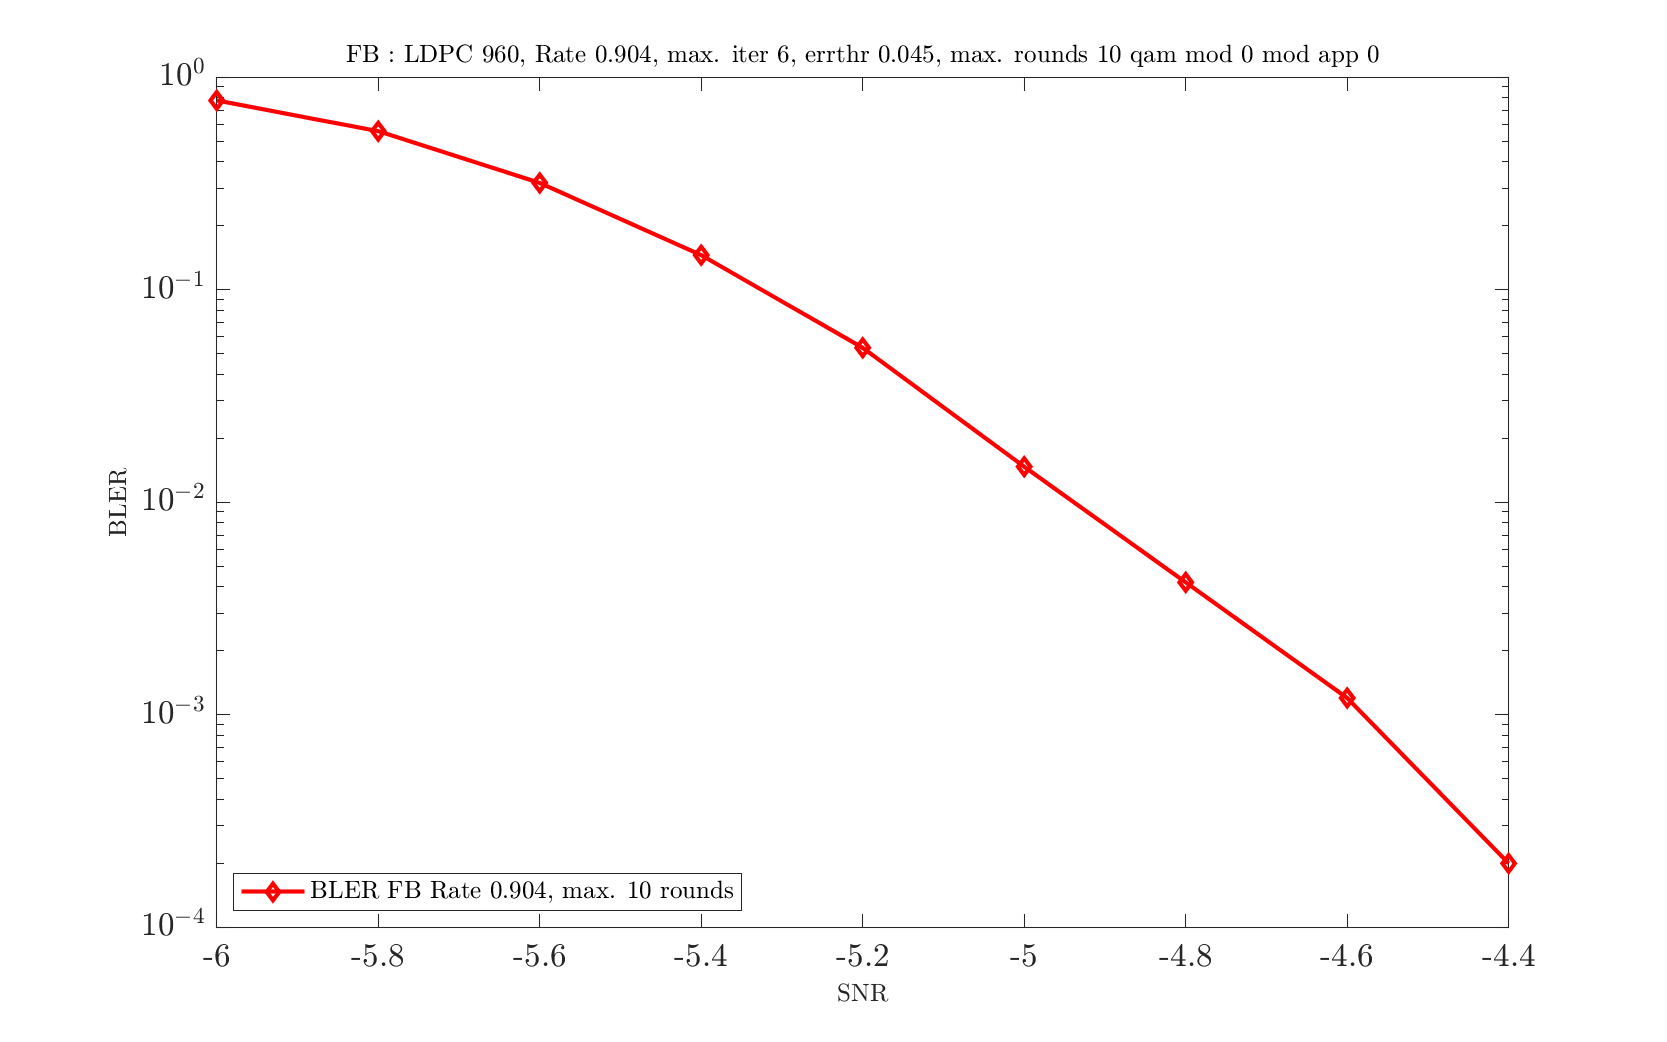 FB : LDPC 960, Rate 0.904, max. iter 6, errthr 0.045, max. rounds 10 qam mod 0 mod app 0
10⁰
10⁻¹
10⁻²
10⁻³
10⁻⁴
BLER
BLER FB Rate 0.904, max. 10 rounds
-6 -5.8 -5.6 -5.4 -5.2 -5 -4.8 -4.6 -4.4
SNR